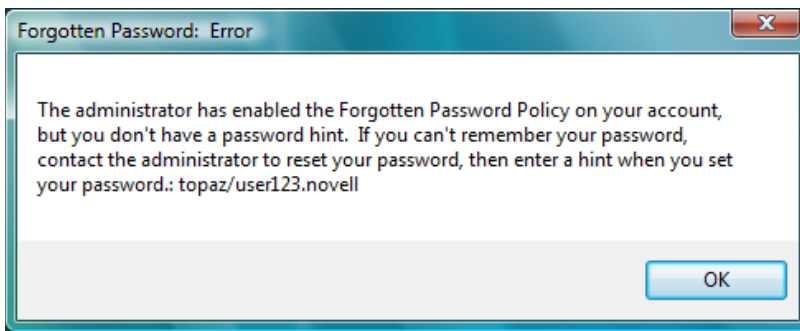 Forgotten Password:  Error
The administrator has enabled the Forgotten Password Policy on your account,
but you don't have a password hint.  If you can't remember your password,
contact the administrator to reset your password, then enter a hint when you set
your password.: topaz/user123.novell
OK